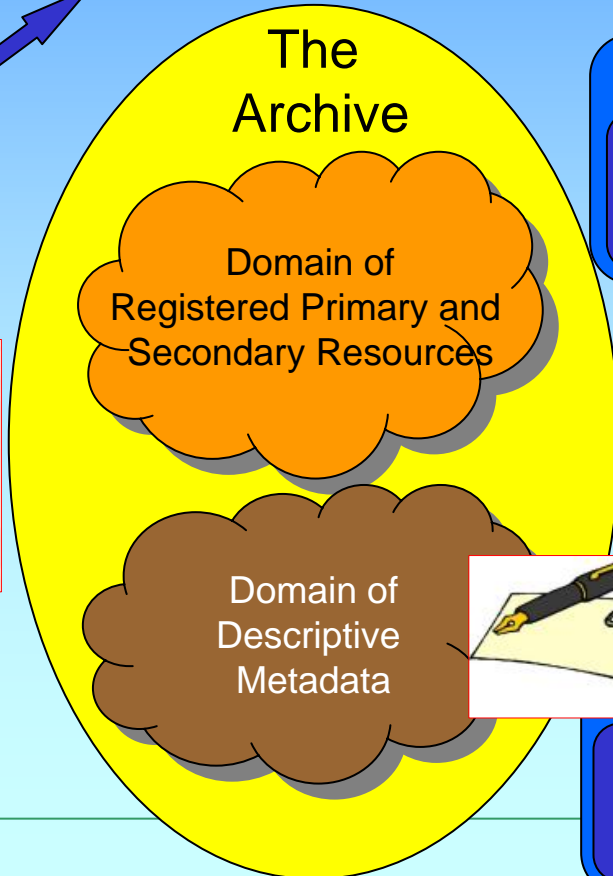 The
Archive
Domain of
Registered Primary and
Secondary Resources
Domain of
Descriptive
Metadata